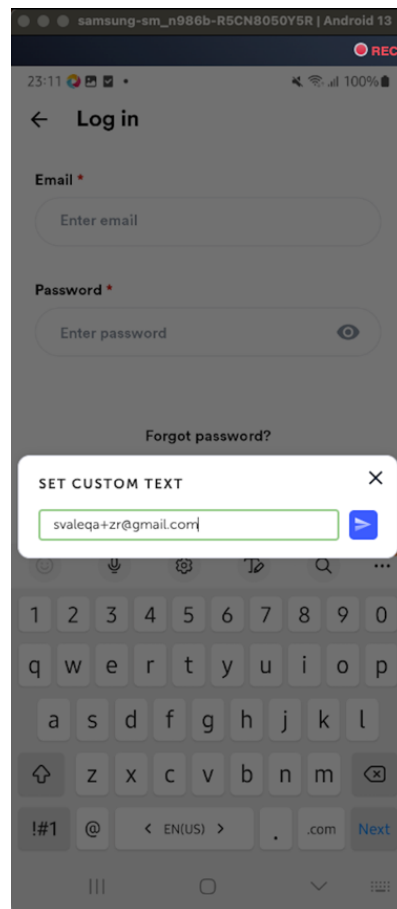 samsung-sm_n986b-R5CN8050Y5R | Android 13
REC
23:11 100%
Log in
Email *
Enter email
Password *
Enter password
Forgot password?
SET CUSTOM TEXT
svaleqa+zr@gmail.com
1 2 3 4 5 6 7 8 9 0
q w e r t y u i o p
a s d f g h j k l
z x c v b n m
!#1 @ < EN(US) > . .com Next